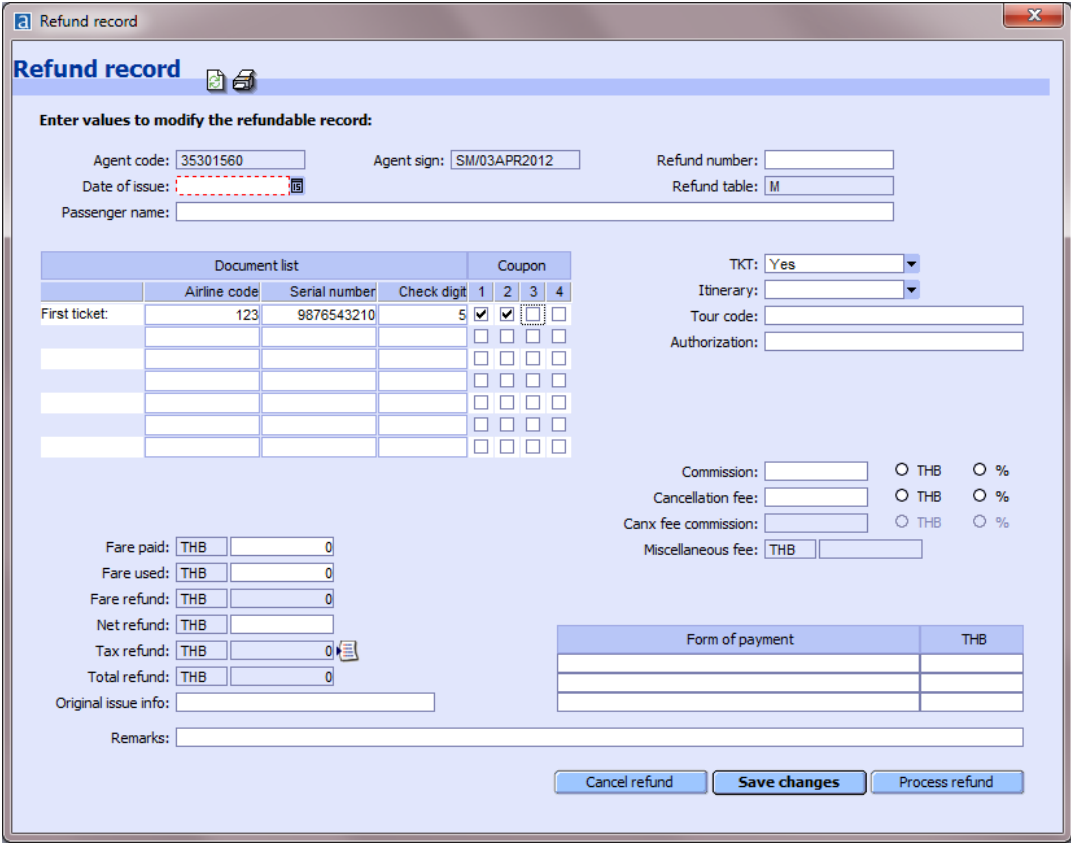 a Refund record
Refund record
Enter values to modify the refundable record:
Agent code: 35301560 Agent sign: SM/03APR2012 Refund number:
Date of issue: 15 Refund table: M
Passenger name:
Document list Coupon
Airline code Serial number Check digit 1 2 3 4
First ticket: 123 9876543210 5
TKT: Yes
Itinerary:
Tour code:
Authorization:
Commission: THB %
Cancellation fee: THB %
Canx fee commission: THB %
Miscellaneous fee: THB
Fare paid: THB 0
Fare used: THB 0
Fare refund: THB 0
Net refund: THB
Tax refund: THB 0
Total refund: THB 0
Original issue info:
Form of payment THB
Remarks:
Cancel refund Save changes Process refund